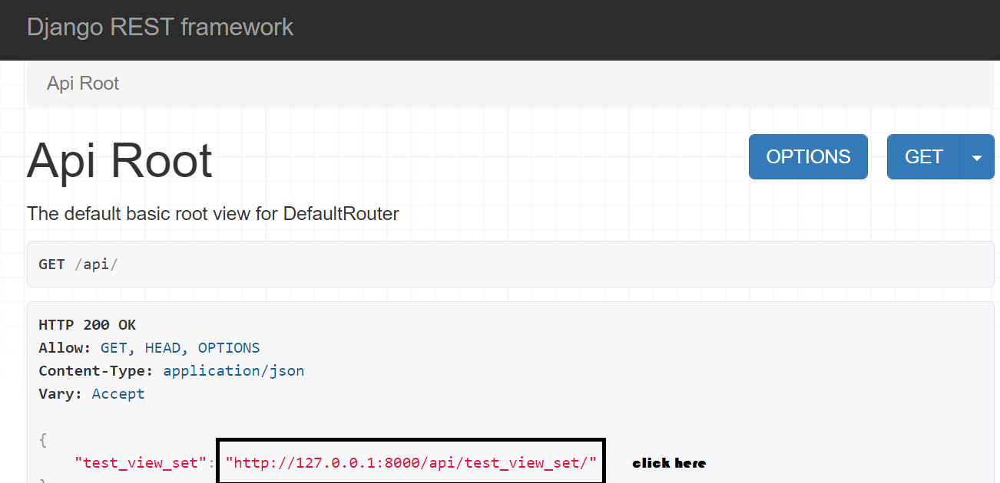 Django REST framework
Api Root
Api Root
OPTIONS
GET
The default basic root view for DefaultRouter
GET /api/
HTTP 200 OK
Allow: GET, HEAD, OPTIONS
Content-Type: application/json
Vary: Accept
{
"test_view_set": "http://127.0.0.1:8000/api/test_view_set/" click here
}